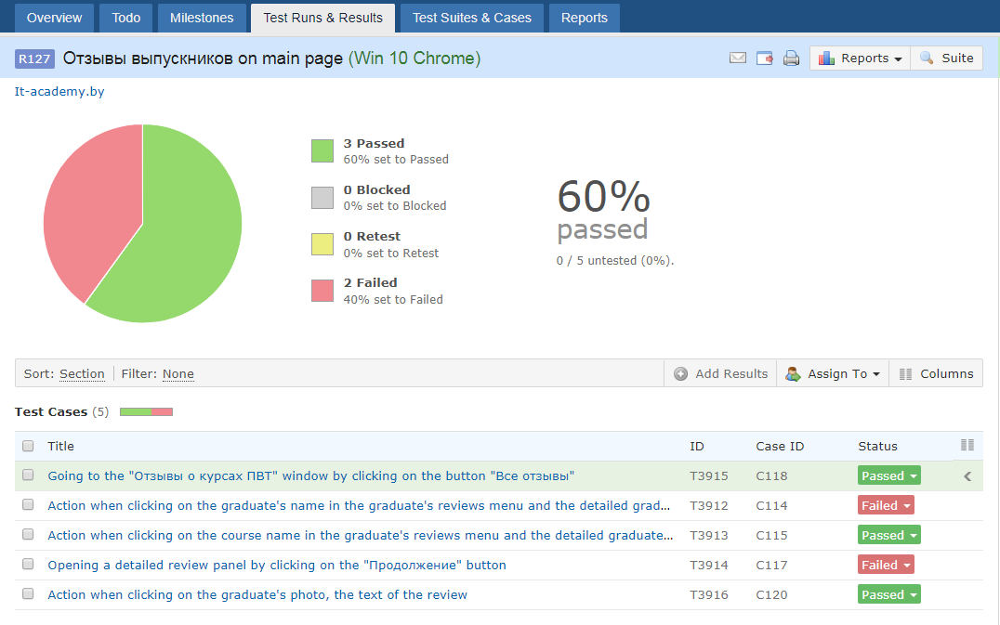 Overview Todo Milestones Test Runs & Results Test Suites & Cases Reports
R127 Отзывы выпускников on main page (Win 10 Chrome) Reports Suite
It-academy.by
3 Passed
60% set to Passed
0 Blocked
0% set to Blocked
0 Retest
0% set to Retest
2 Failed
40% set to Failed
60%
passed
0 / 5 untested (0%).
Sort: Section Filter: None Add Results Assign To Columns
Test Cases (5)
Title ID Case ID Status
Going to the "Отзывы о курсах ПВТ" window by clicking on the button "Все отзывы" T3915 C118 Passed
Action when clicking on the graduate's name in the graduate's reviews menu and the detailed grad... T3912 C114 Failed
Action when clicking on the course name in the graduate's reviews menu and the detailed graduate... T3913 C115 Passed
Opening a detailed review panel by clicking on the "Продолжение" button T3914 C117 Failed
Action when clicking on the graduate's photo, the text of the review T3916 C120 Passed